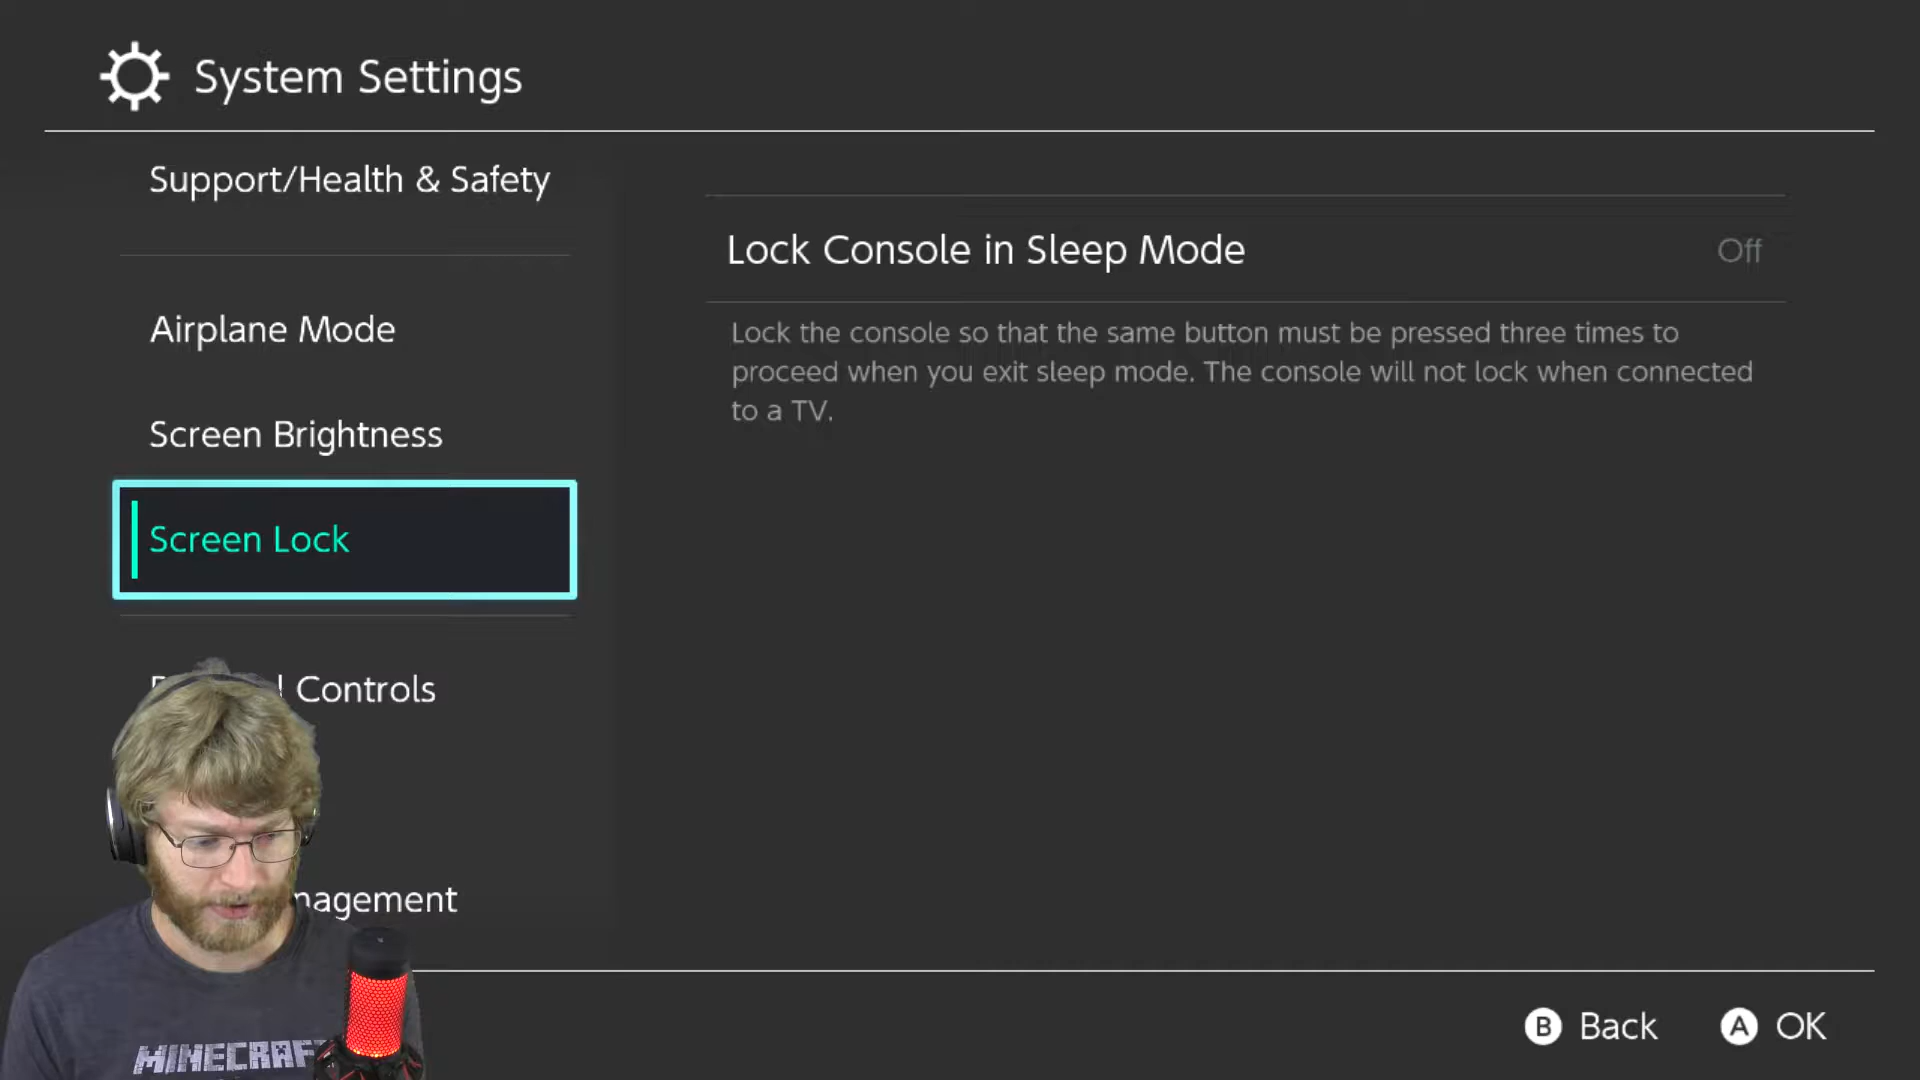 System Settings
Support/Health & Safety
Airplane Mode
Screen Brightness
Screen Lock
Controls
Lock Console in Sleep Mode Off
Lock the console so that the same button must be pressed three times to
proceed when you exit sleep mode. The console will not lock when connected
to a TV.
B Back A OK